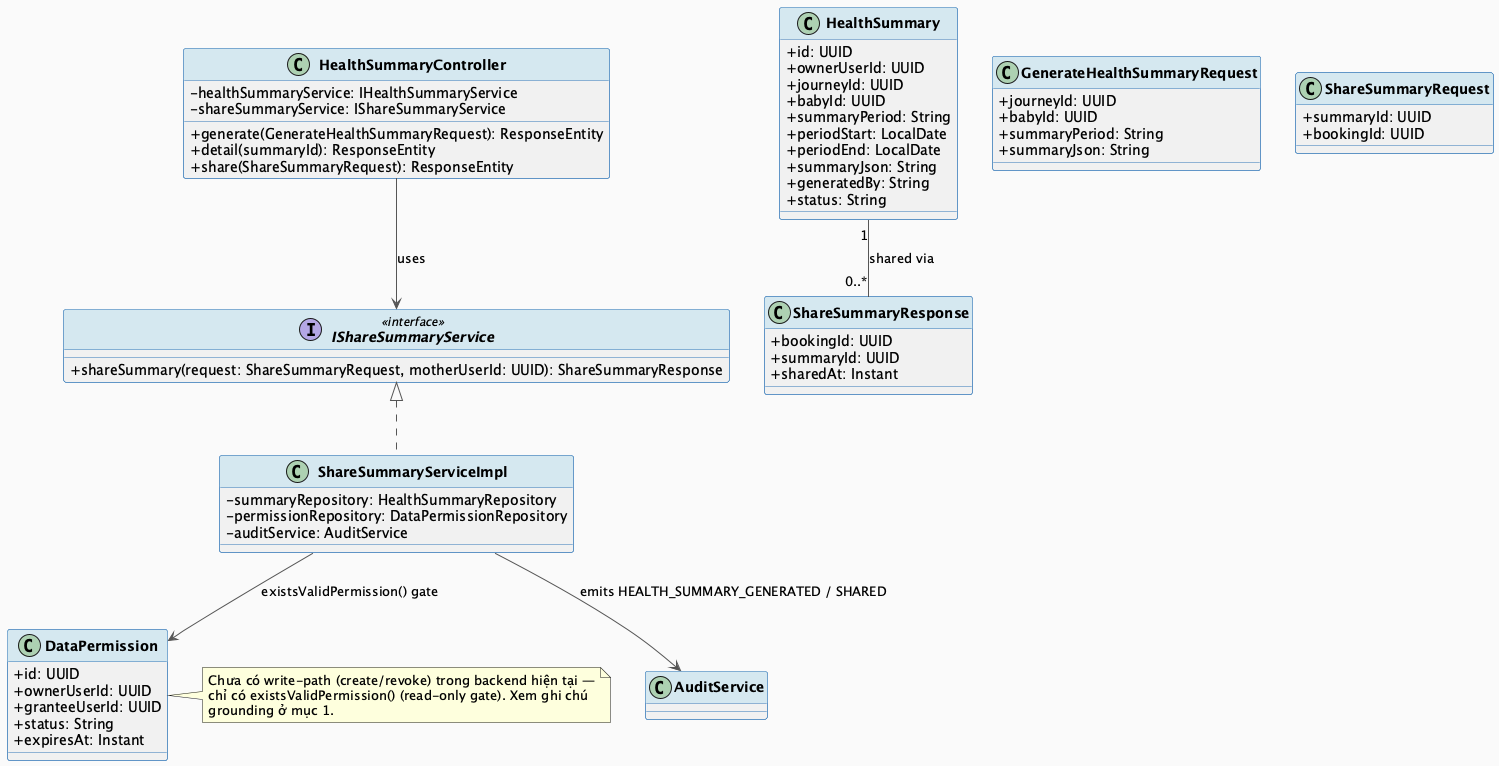 C HealthSummaryController
-healthSummaryService: IHealthSummaryService
-shareSummaryService: IShareSummaryService
+generate(GenerateHealthSummaryRequest): ResponseEntity
+detail(summaryId): ResponseEntity
+share(ShareSummaryRequest): ResponseEntity
C HealthSummary
+id: UUID
+ownerUserId: UUID
+journeyId: UUID
+babyId: UUID
+summaryPeriod: String
+periodStart: LocalDate
+periodEnd: LocalDate
+summaryJson: String
+generatedBy: String
+status: String
C GenerateHealthSummaryRequest
+journeyId: UUID
+babyId: UUID
+summaryPeriod: String
+summaryJson: String
C ShareSummaryRequest
+summaryId: UUID
+bookingId: UUID
uses
1
shared via
0..*
I «interface»
IShareSummaryService
+shareSummary(request: ShareSummaryRequest, motherUserId: UUID): ShareSummaryResponse
C ShareSummaryResponse
+bookingId: UUID
+summaryId: UUID
+sharedAt: Instant
C ShareSummaryServiceImpl
-summaryRepository: HealthSummaryRepository
-permissionRepository: DataPermissionRepository
-auditService: AuditService
existsValidPermission() gate
emits HEALTH_SUMMARY_GENERATED / SHARED
C DataPermission
+id: UUID
+ownerUserId: UUID
+granteeUserId: UUID
+status: String
+expiresAt: Instant
Chưa có write-path (create/revoke) trong backend hiện tại —
chỉ có existsValidPermission() (read-only gate). Xem ghi chú
grounding ở mục 1.
C AuditService